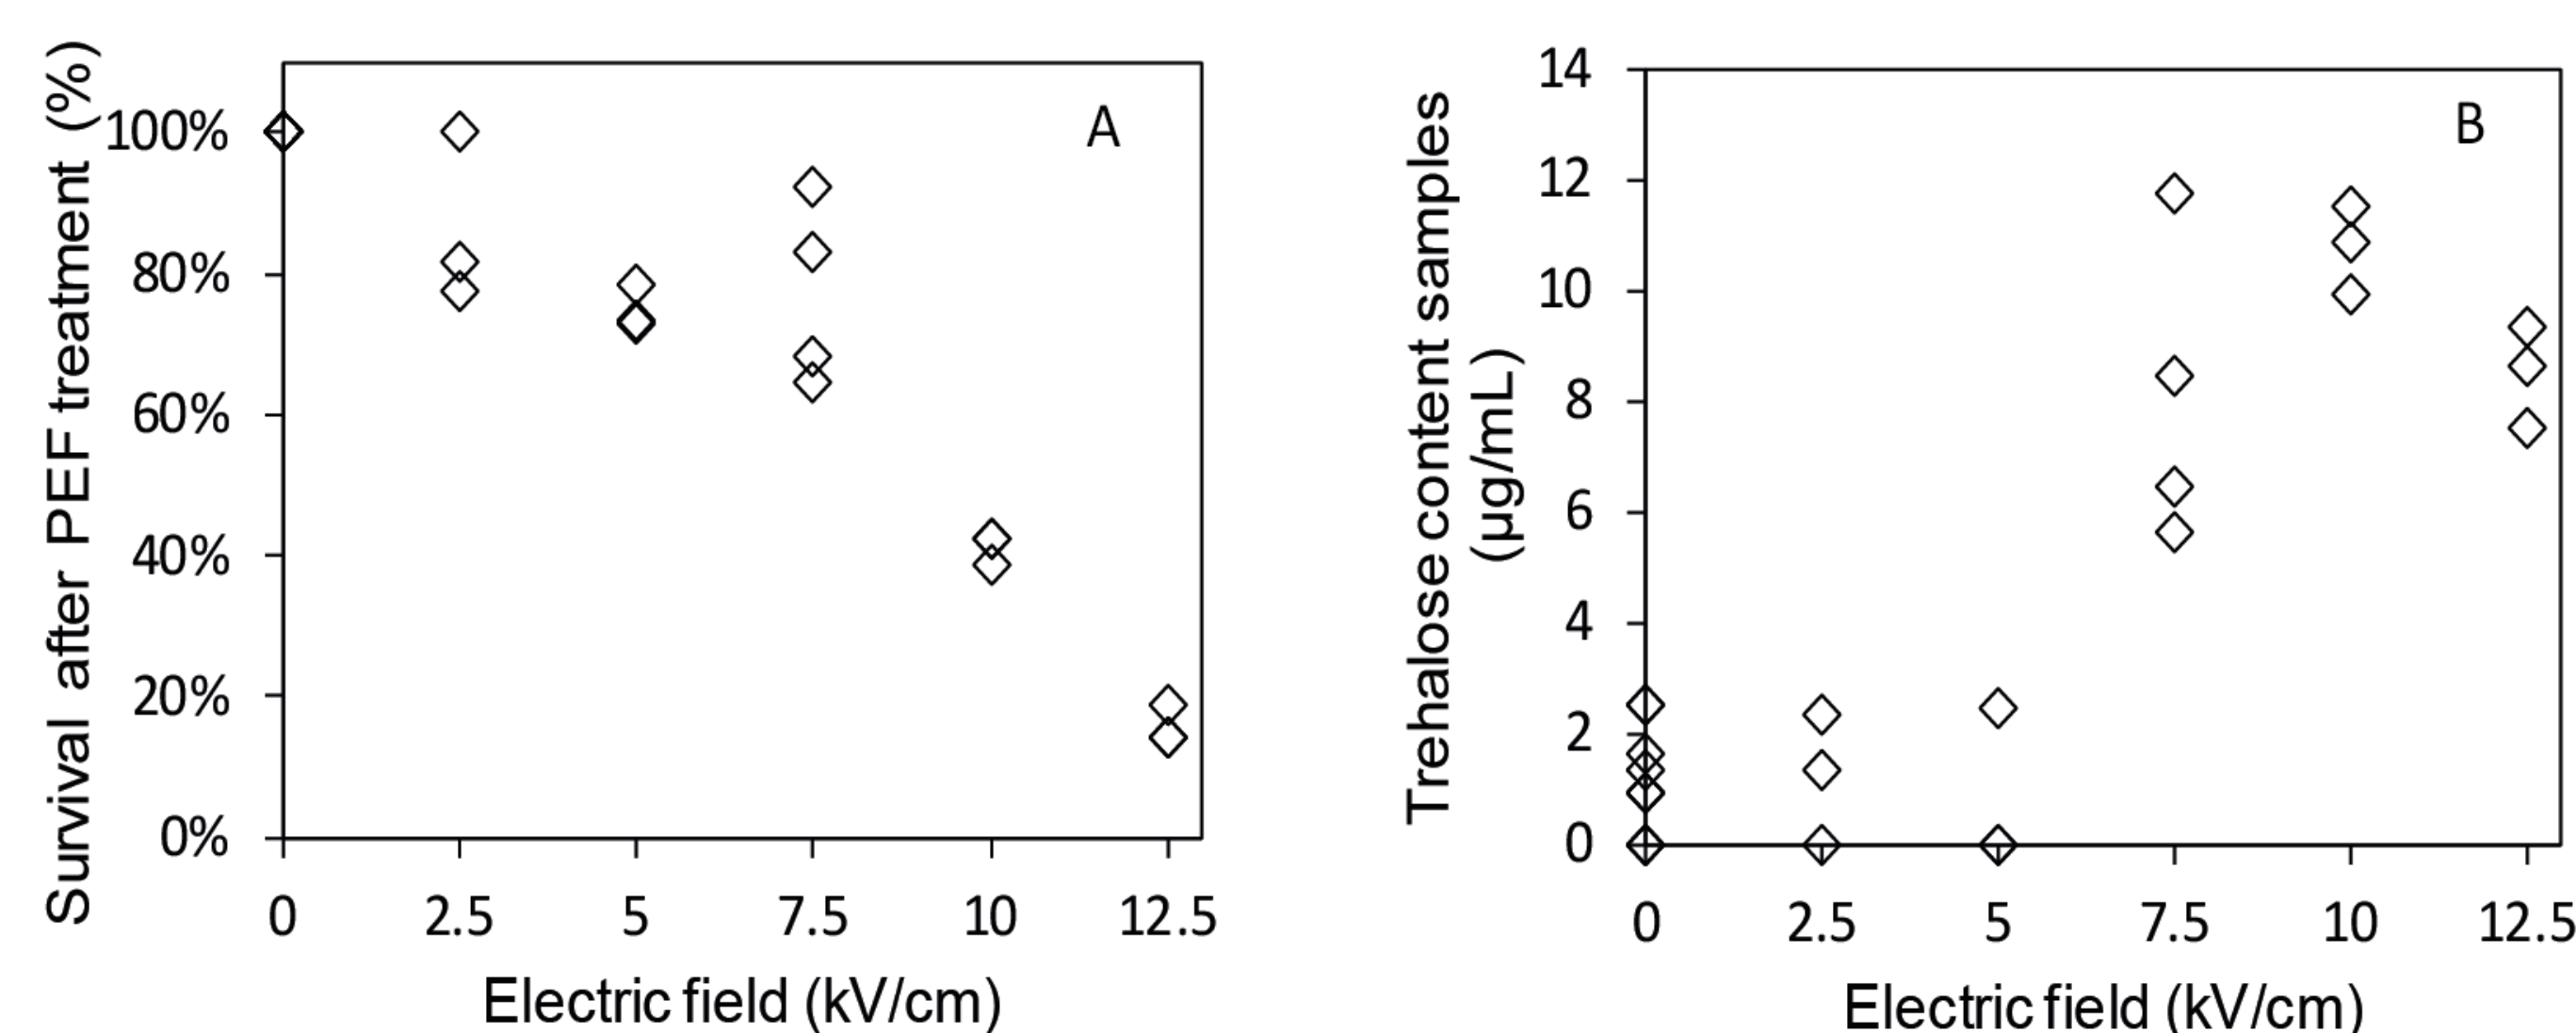 Survival after PEF treatment (%)
100%
80%
60%
40%
20%
0%
A
0 2.5 5 7.5 10 12.5
Electric field (kV/cm)
Trehalose content samples
(µg/mL)
14
12
10
8
6
4
2
0
B
0 2.5 5 7.5 10 12.5
Electric field (kV/cm)